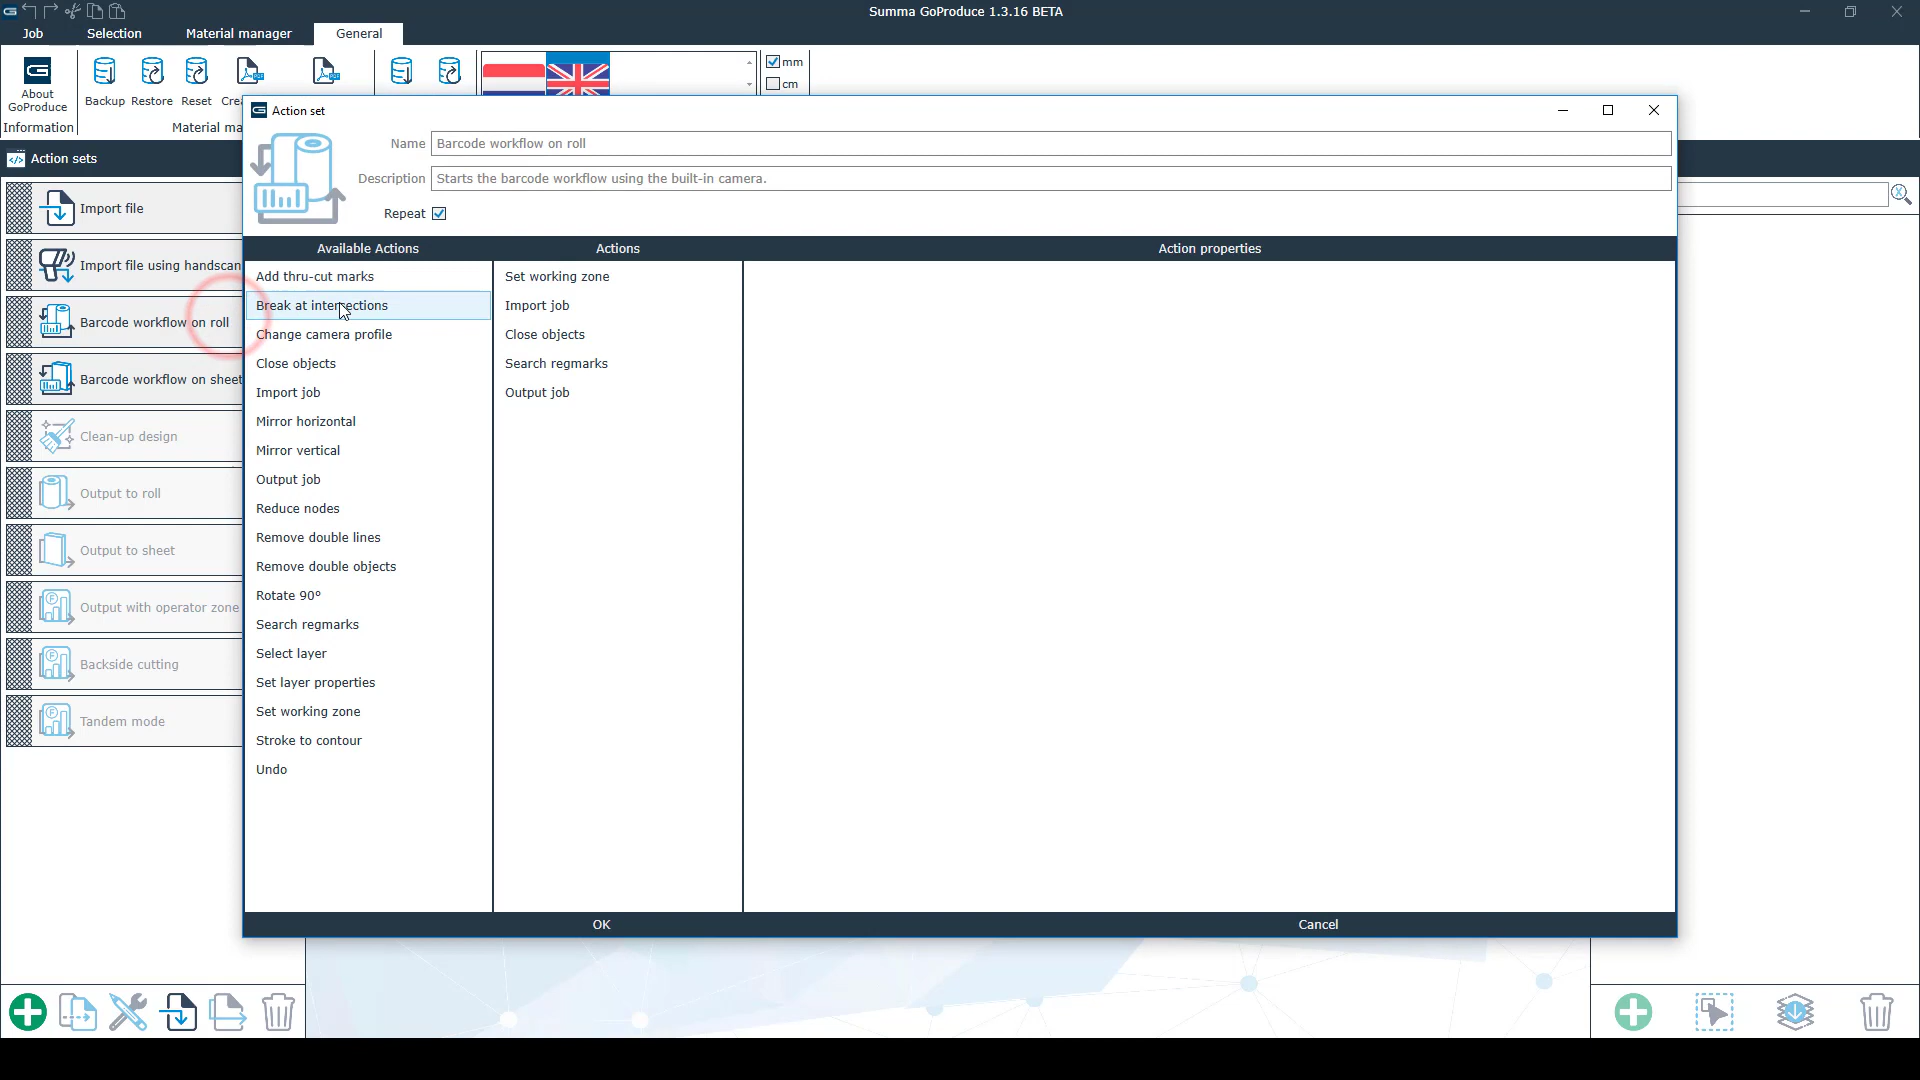 Summa GoProduce 1.3.16 BETA
Job Selection Material manager General
About GoProduce
Backup Restore Reset
mm
cm
Information
Material ma
Action sets
Import file
Import file using handscan
Barcode workflow on roll
Barcode workflow on sheet
Clean-up design
Output to roll
Output to sheet
Output with operator zone
Backside cutting
Tandem mode
Action set
Name Barcode workflow on roll
Description Starts the barcode workflow using the built-in camera.
Repeat
Available Actions Actions Action properties
Add thru-cut marks
Break at intersections
Change camera profile
Close objects
Import job
Mirror horizontal
Mirror vertical
Output job
Reduce nodes
Remove double lines
Remove double objects
Rotate 90°
Search regmarks
Select layer
Set layer properties
Set working zone
Stroke to contour
Undo
Set working zone
Import job
Close objects
Search regmarks
Output job
OK Cancel